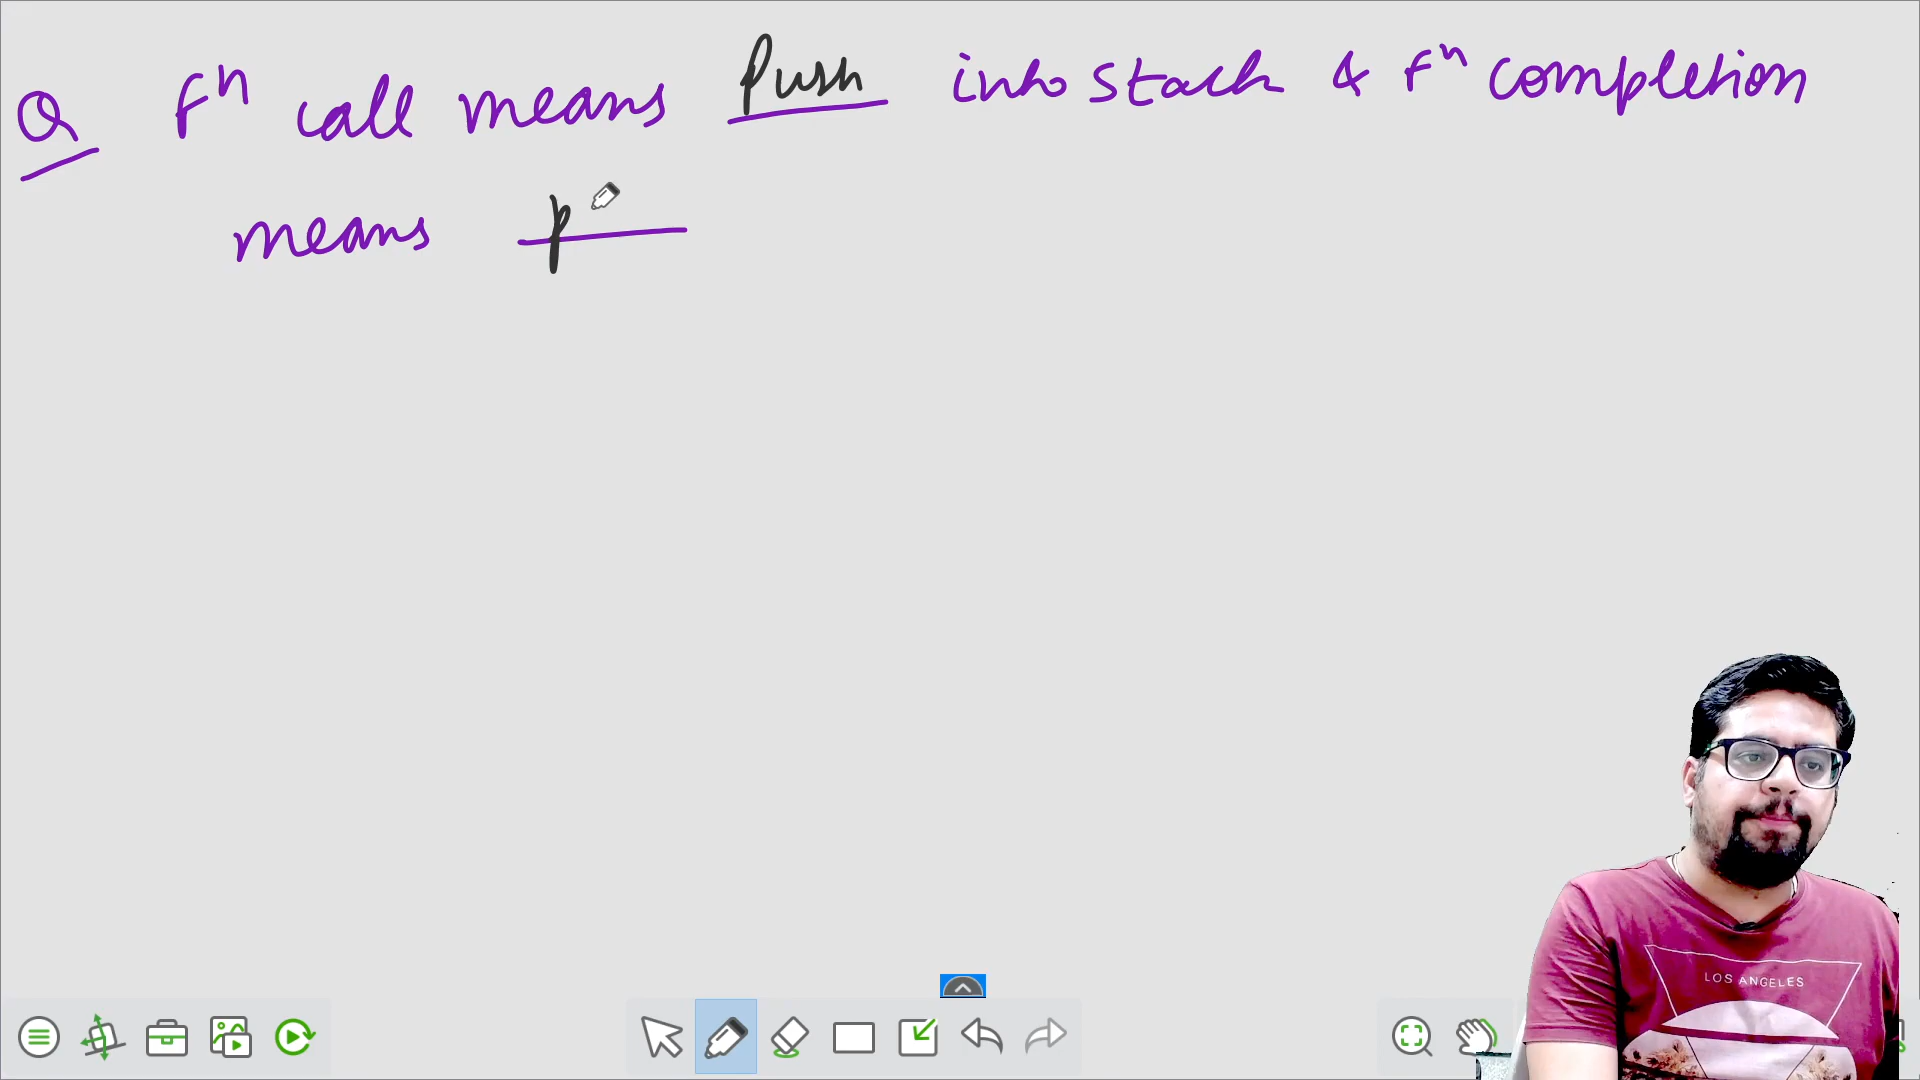 Q Fⁿ call means Push into stack & Fⁿ completion
means p
LOS ANGELES